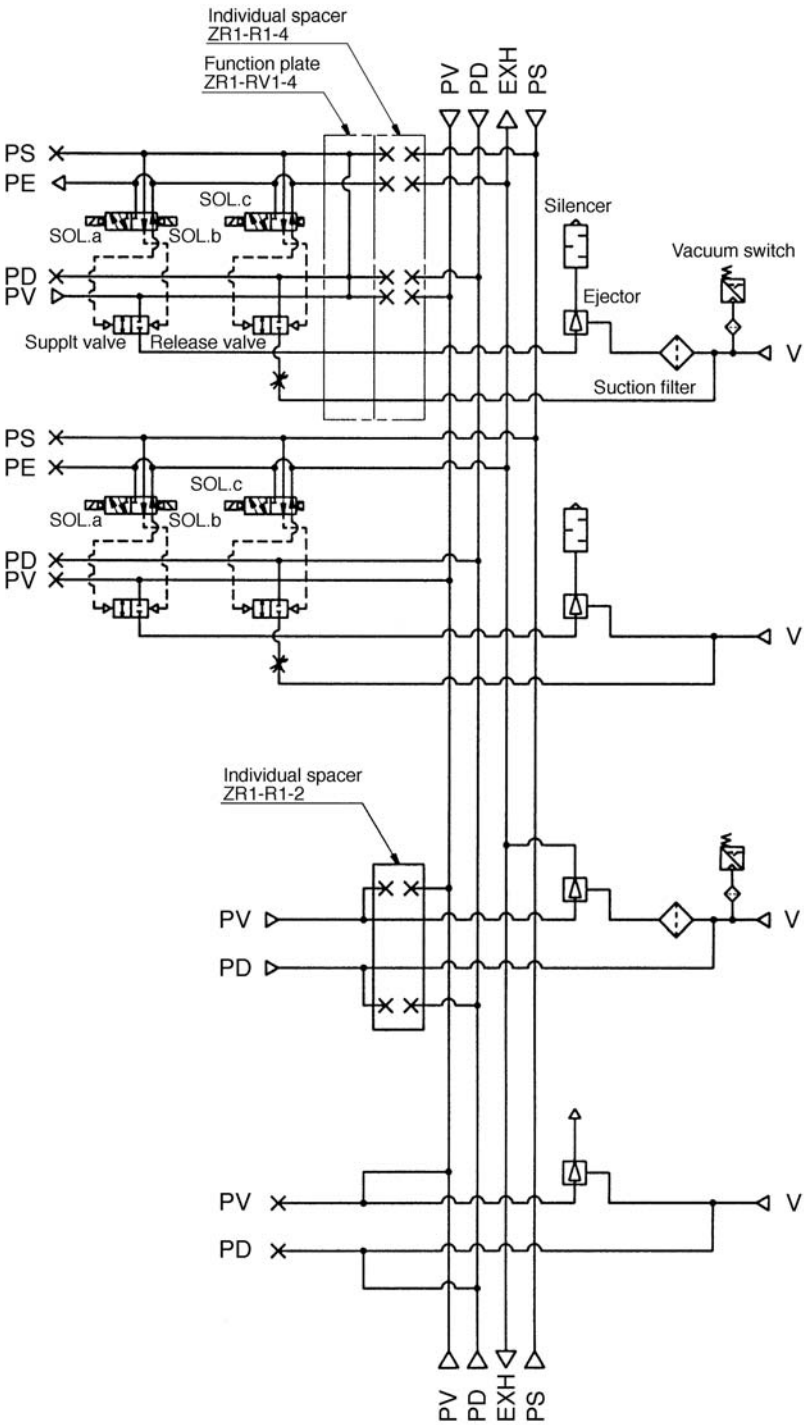 Individual spacer
ZR1-R1-4
Function plate
ZR1-RV1-4
PV
PD
EXH
PS
PS
PE
SOL.a
SOL.b
SOL.c
Silencer
Vacuum switch
PD
PV
Ejector
Supplt valve
Release valve
V
Suction filter
PS
PE
SOL.a
SOL.b
SOL.c
PD
PV
V
Individual spacer
ZR1-R1-2
PV
V
PD
PV
V
PD
PV
PD
EXH
PS